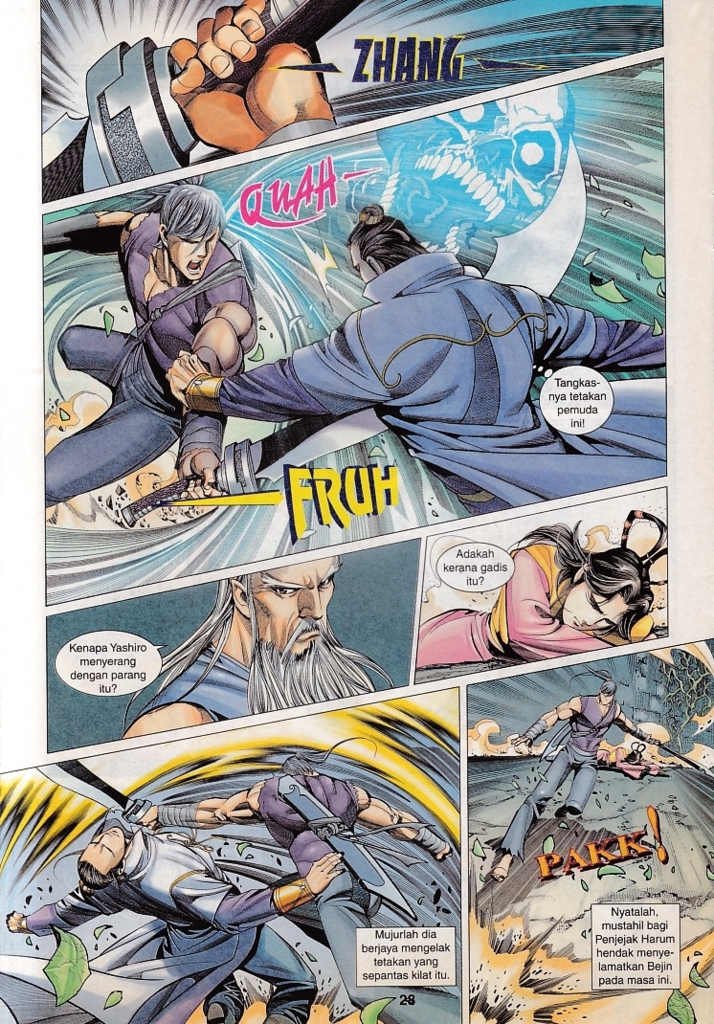 ZHANG
QUAH
Tangkas-
nya tetakan
pemuda
ini!
FRUH
Adakah
kerana gadis
itu?
Kenapa Yashiro
menyerang
dengan parang
itu?
PAKK!
Mujurlah dia
berjaya mengelak
tetakan yang
sepantas kilat itu.
Nyatalah,
mustahil bagi
Penjejak Harum
hendak menye-
lamatkan Bejin
pada masa ini.
28